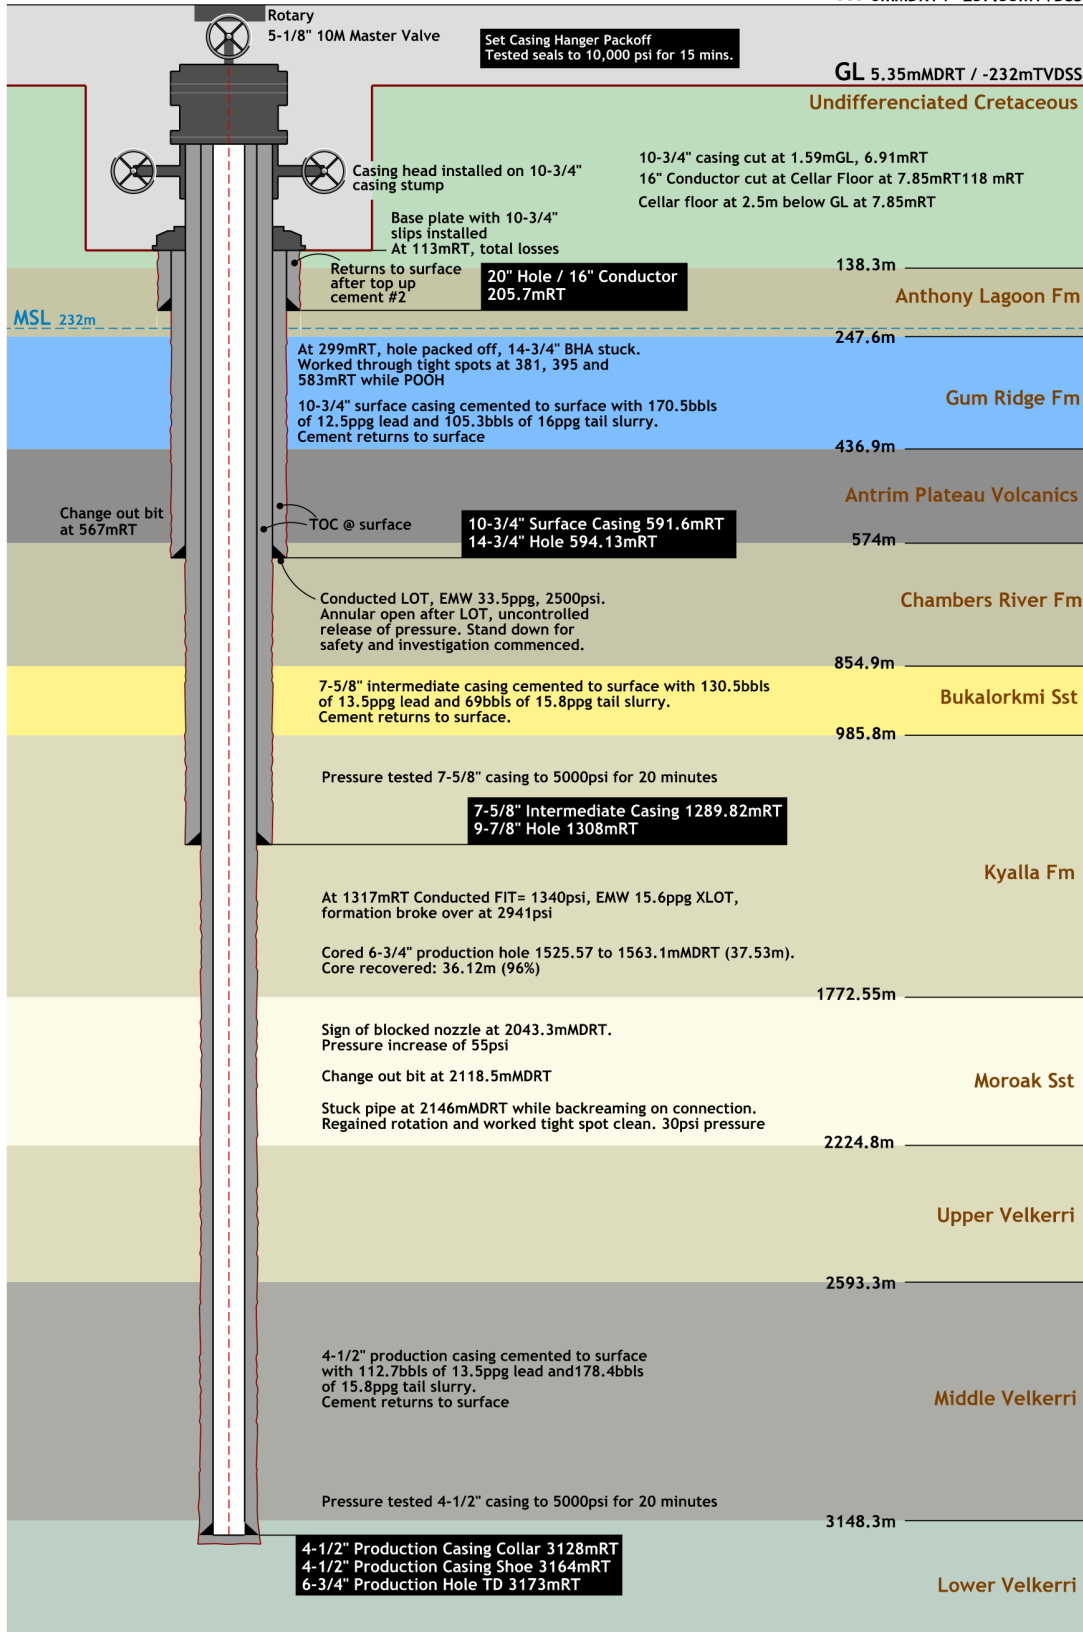 Rotary
5-1/8" 10M Master Valve
Set Casing Hanger Packoff
Tested seals to 10,000 psi for 15 mins.
GL 5.35mMDRT / -232mTVDSS
Undifferenciated Cretaceous
10-3/4" casing cut at 1.59mGL, 6.91mRT
16" Conductor cut at Cellar Floor at 7.85mRT118 mRT
Cellar floor at 2.5m below GL at 7.85mRT
Casing head installed on 10-3/4"
casing stump
Base plate with 10-3/4"
slips installed
At 113mRT, total losses
Returns to surface
after top up
cement #2
20" Hole / 16" Conductor
205.7mRT
138.3m
Anthony Lagoon Fm
MSL 232m
247.6m
At 299mRT, hole packed off, 14-3/4" BHA stuck.
Worked through tight spots at 381, 395 and
583mRT while POOH
10-3/4" surface casing cemented to surface with 170.5bbls
of 12.5ppg lead and 105.3bbls of 16ppg tail slurry.
Cement returns to surface
Gum Ridge Fm
436.9m
Antrim Plateau Volcanics
Change out bit
at 567mRT
TOC @ surface
10-3/4" Surface Casing 591.6mRT
14-3/4" Hole 594.13mRT
574m
Conducted LOT, EMW 33.5ppg, 2500psi.
Annular open after LOT, uncontrolled
release of pressure. Stand down for
safety and investigation commenced.
Chambers River Fm
854.9m
7-5/8" intermediate casing cemented to surface with 130.5bbls
of 13.5ppg lead and 69bbls of 15.8ppg tail slurry.
Cement returns to surface.
Bukalorkmi Sst
985.8m
Pressure tested 7-5/8" casing to 5000psi for 20 minutes
7-5/8" Intermediate Casing 1289.82mRT
9-7/8" Hole 1308mRT
Kyalla Fm
At 1317mRT Conducted FIT= 1340psi, EMW 15.6ppg XLOT,
formation broke over at 2941psi
Cored 6-3/4" production hole 1525.57 to 1563.1mMDRT (37.53m).
Core recovered: 36.12m (96%)
1772.55m
Sign of blocked nozzle at 2043.3mMDRT.
Pressure increase of 55psi
Change out bit at 2118.5mMDRT
Moroak Sst
Stuck pipe at 2146mMDRT while backreaming on connection.
Regained rotation and worked tight spot clean. 30psi pressure
2224.8m
Upper Velkerri
2593.3m
4-1/2" production casing cemented to surface
with 112.7bbls of 13.5ppg lead and178.4bbls
of 15.8ppg tail slurry.
Cement returns to surface
Middle Velkerri
Pressure tested 4-1/2" casing to 5000psi for 20 minutes
3148.3m
4-1/2" Production Casing Collar 3128mRT
4-1/2" Production Casing Shoe 3164mRT
6-3/4" Production Hole TD 3173mRT
Lower Velkerri